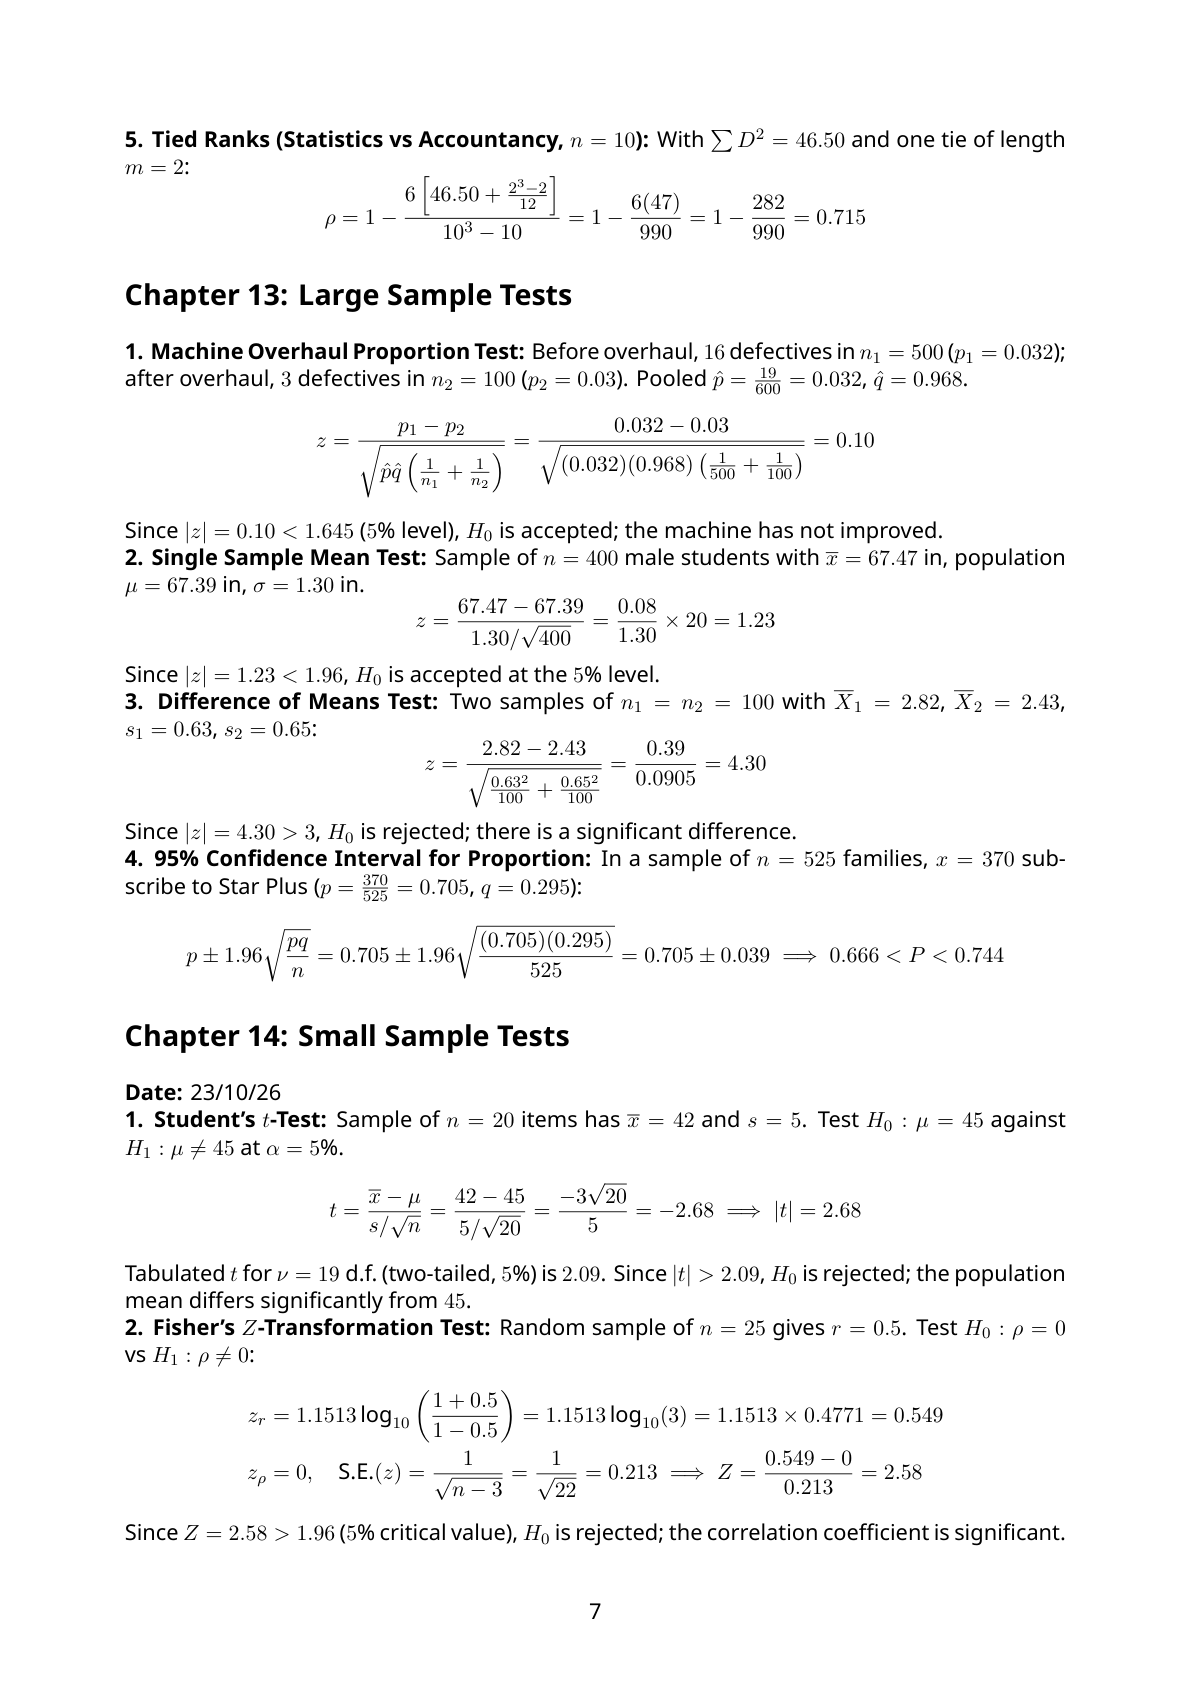 5. Tied Ranks (Statistics vs Accountancy, n = 10): With ∑ D² = 46.50 and one tie of length
m = 2:
ρ = 1 − 6 [46.50 + (2³−2)/12] / (10³ − 10) = 1 − 6(47)/990 = 1 − 282/990 = 0.715
Chapter 13: Large Sample Tests
1. Machine Overhaul Proportion Test: Before overhaul, 16 defectives in n₁ = 500 (p₁ = 0.032);
after overhaul, 3 defectives in n₂ = 100 (p₂ = 0.03). Pooled p̂ = 19/600 = 0.032, q̂ = 0.968.
z = (p₁ − p₂) / √(p̂q̂ (1/n₁ + 1/n₂)) = (0.032 − 0.03) / √((0.032)(0.968) (1/500 + 1/100)) = 0.10
Since |z| = 0.10 < 1.645 (5% level), H₀ is accepted; the machine has not improved.
2. Single Sample Mean Test: Sample of n = 400 male students with x̄ = 67.47 in, population
μ = 67.39 in, σ = 1.30 in.
z = (67.47 − 67.39) / (1.30/√400) = 0.08/1.30 × 20 = 1.23
Since |z| = 1.23 < 1.96, H₀ is accepted at the 5% level.
3. Difference of Means Test: Two samples of n₁ = n₂ = 100 with X̄₁ = 2.82, X̄₂ = 2.43,
s₁ = 0.63, s₂ = 0.65:
z = (2.82 − 2.43) / √(0.63²/100 + 0.65²/100) = 0.39/0.0905 = 4.30
Since |z| = 4.30 > 3, H₀ is rejected; there is a significant difference.
4. 95% Confidence Interval for Proportion: In a sample of n = 525 families, x = 370 sub-
scribe to Star Plus (p = 370/525 = 0.705, q = 0.295):
p ± 1.96√(pq/n) = 0.705 ± 1.96√((0.705)(0.295)/525) = 0.705 ± 0.039 ⟹ 0.666 < P < 0.744
Chapter 14: Small Sample Tests
Date: 23/10/26
1. Student’s t-Test: Sample of n = 20 items has x̄ = 42 and s = 5. Test H₀ : μ = 45 against
H₁ : μ ≠ 45 at α = 5%.
t = (x̄ − μ) / (s/√n) = (42 − 45) / (5/√20) = −3√20 / 5 = −2.68 ⟹ |t| = 2.68
Tabulated t for ν = 19 d.f. (two-tailed, 5%) is 2.09. Since |t| > 2.09, H₀ is rejected; the population
mean differs significantly from 45.
2. Fisher’s Z-Transformation Test: Random sample of n = 25 gives r = 0.5. Test H₀ : ρ = 0
vs H₁ : ρ ≠ 0:
zᵣ = 1.1513 log₁₀ ((1 + 0.5)/(1 − 0.5)) = 1.1513 log₁₀(3) = 1.1513 × 0.4771 = 0.549
zᵨ = 0, S.E.(z) = 1/√(n − 3) = 1/√22 = 0.213 ⟹ Z = (0.549 − 0)/0.213 = 2.58
Since Z = 2.58 > 1.96 (5% critical value), H₀ is rejected; the correlation coefficient is significant.
7